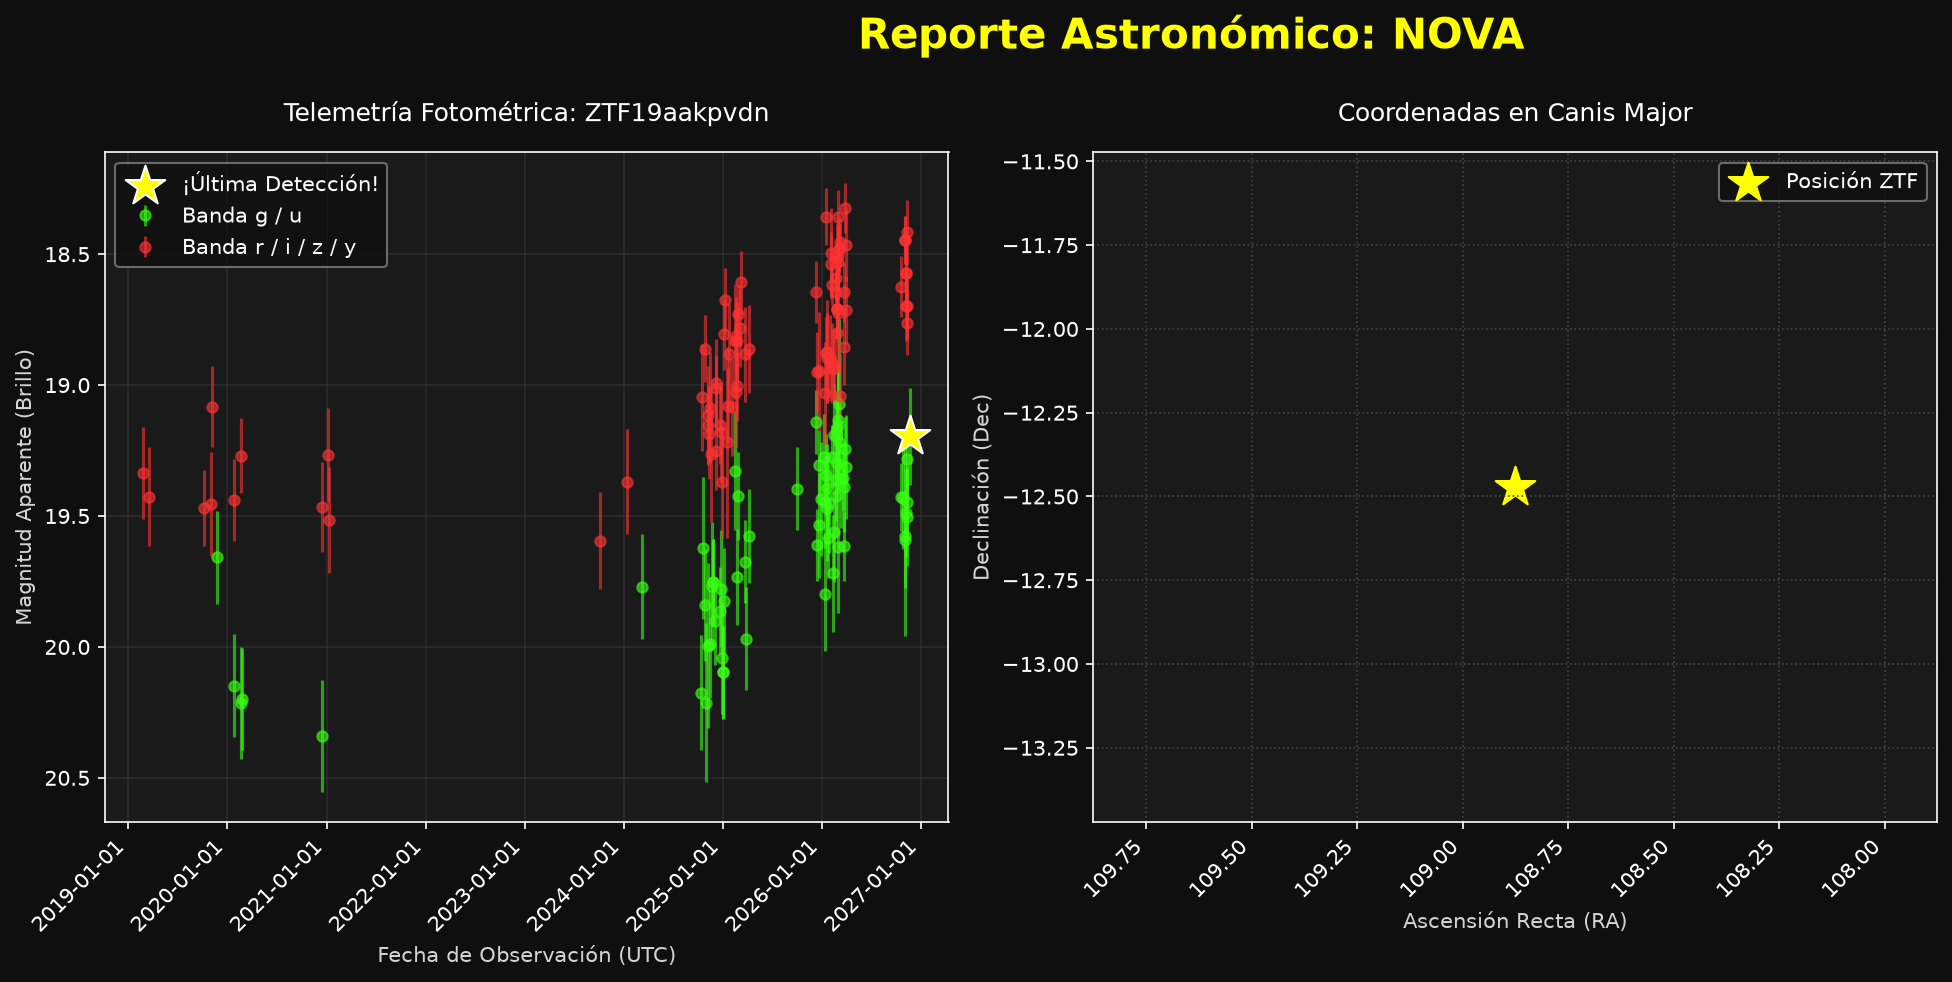 Reporte Astronómico: NOVA
Telemetría Fotométrica: ZTF19aakpvdn
¡Última Detección!
Banda g / u
Banda r / i / z / y
Magnitud Aparente (Brillo)
18.5
19.0
19.5
20.0
20.5
2019-01-01
2020-01-01
2021-01-01
2022-01-01
2023-01-01
2024-01-01
2025-01-01
2026-01-01
2027-01-01
Fecha de Observación (UTC)
Coordenadas en Canis Major
Posición ZTF
Declinación (Dec)
−11.50
−11.75
−12.00
−12.25
−12.50
−12.75
−13.00
−13.25
109.75
109.50
109.25
109.00
108.75
108.50
108.25
108.00
Ascensión Recta (RA)